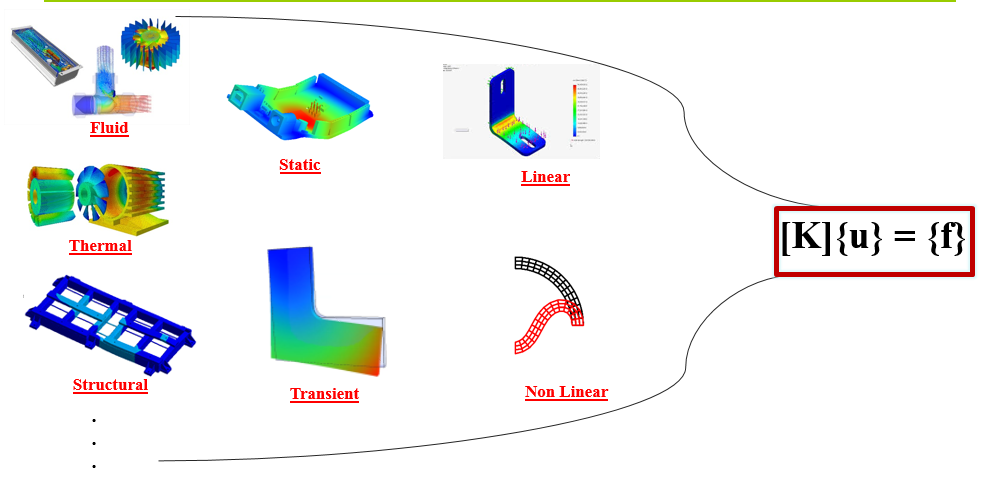 Fluid
Static
Linear
Thermal
[K]{u} = {f}
Structural
Transient
Non Linear